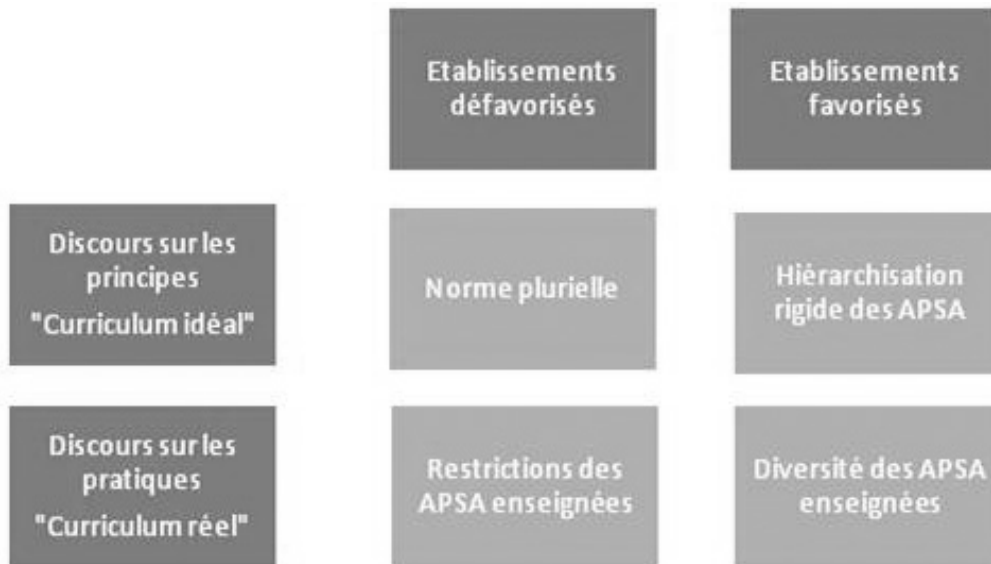 Etablissements
défavorisés
Etablissements
favorisés
Discours sur les
principes
"Curriculum idéal"
Norme plurielle
Hiérarchisation
rigide des APSA
Discours sur les
pratiques
"Curriculum réel"
Restrictions des
APSA enseignées
Diversité des APSA
enseignées